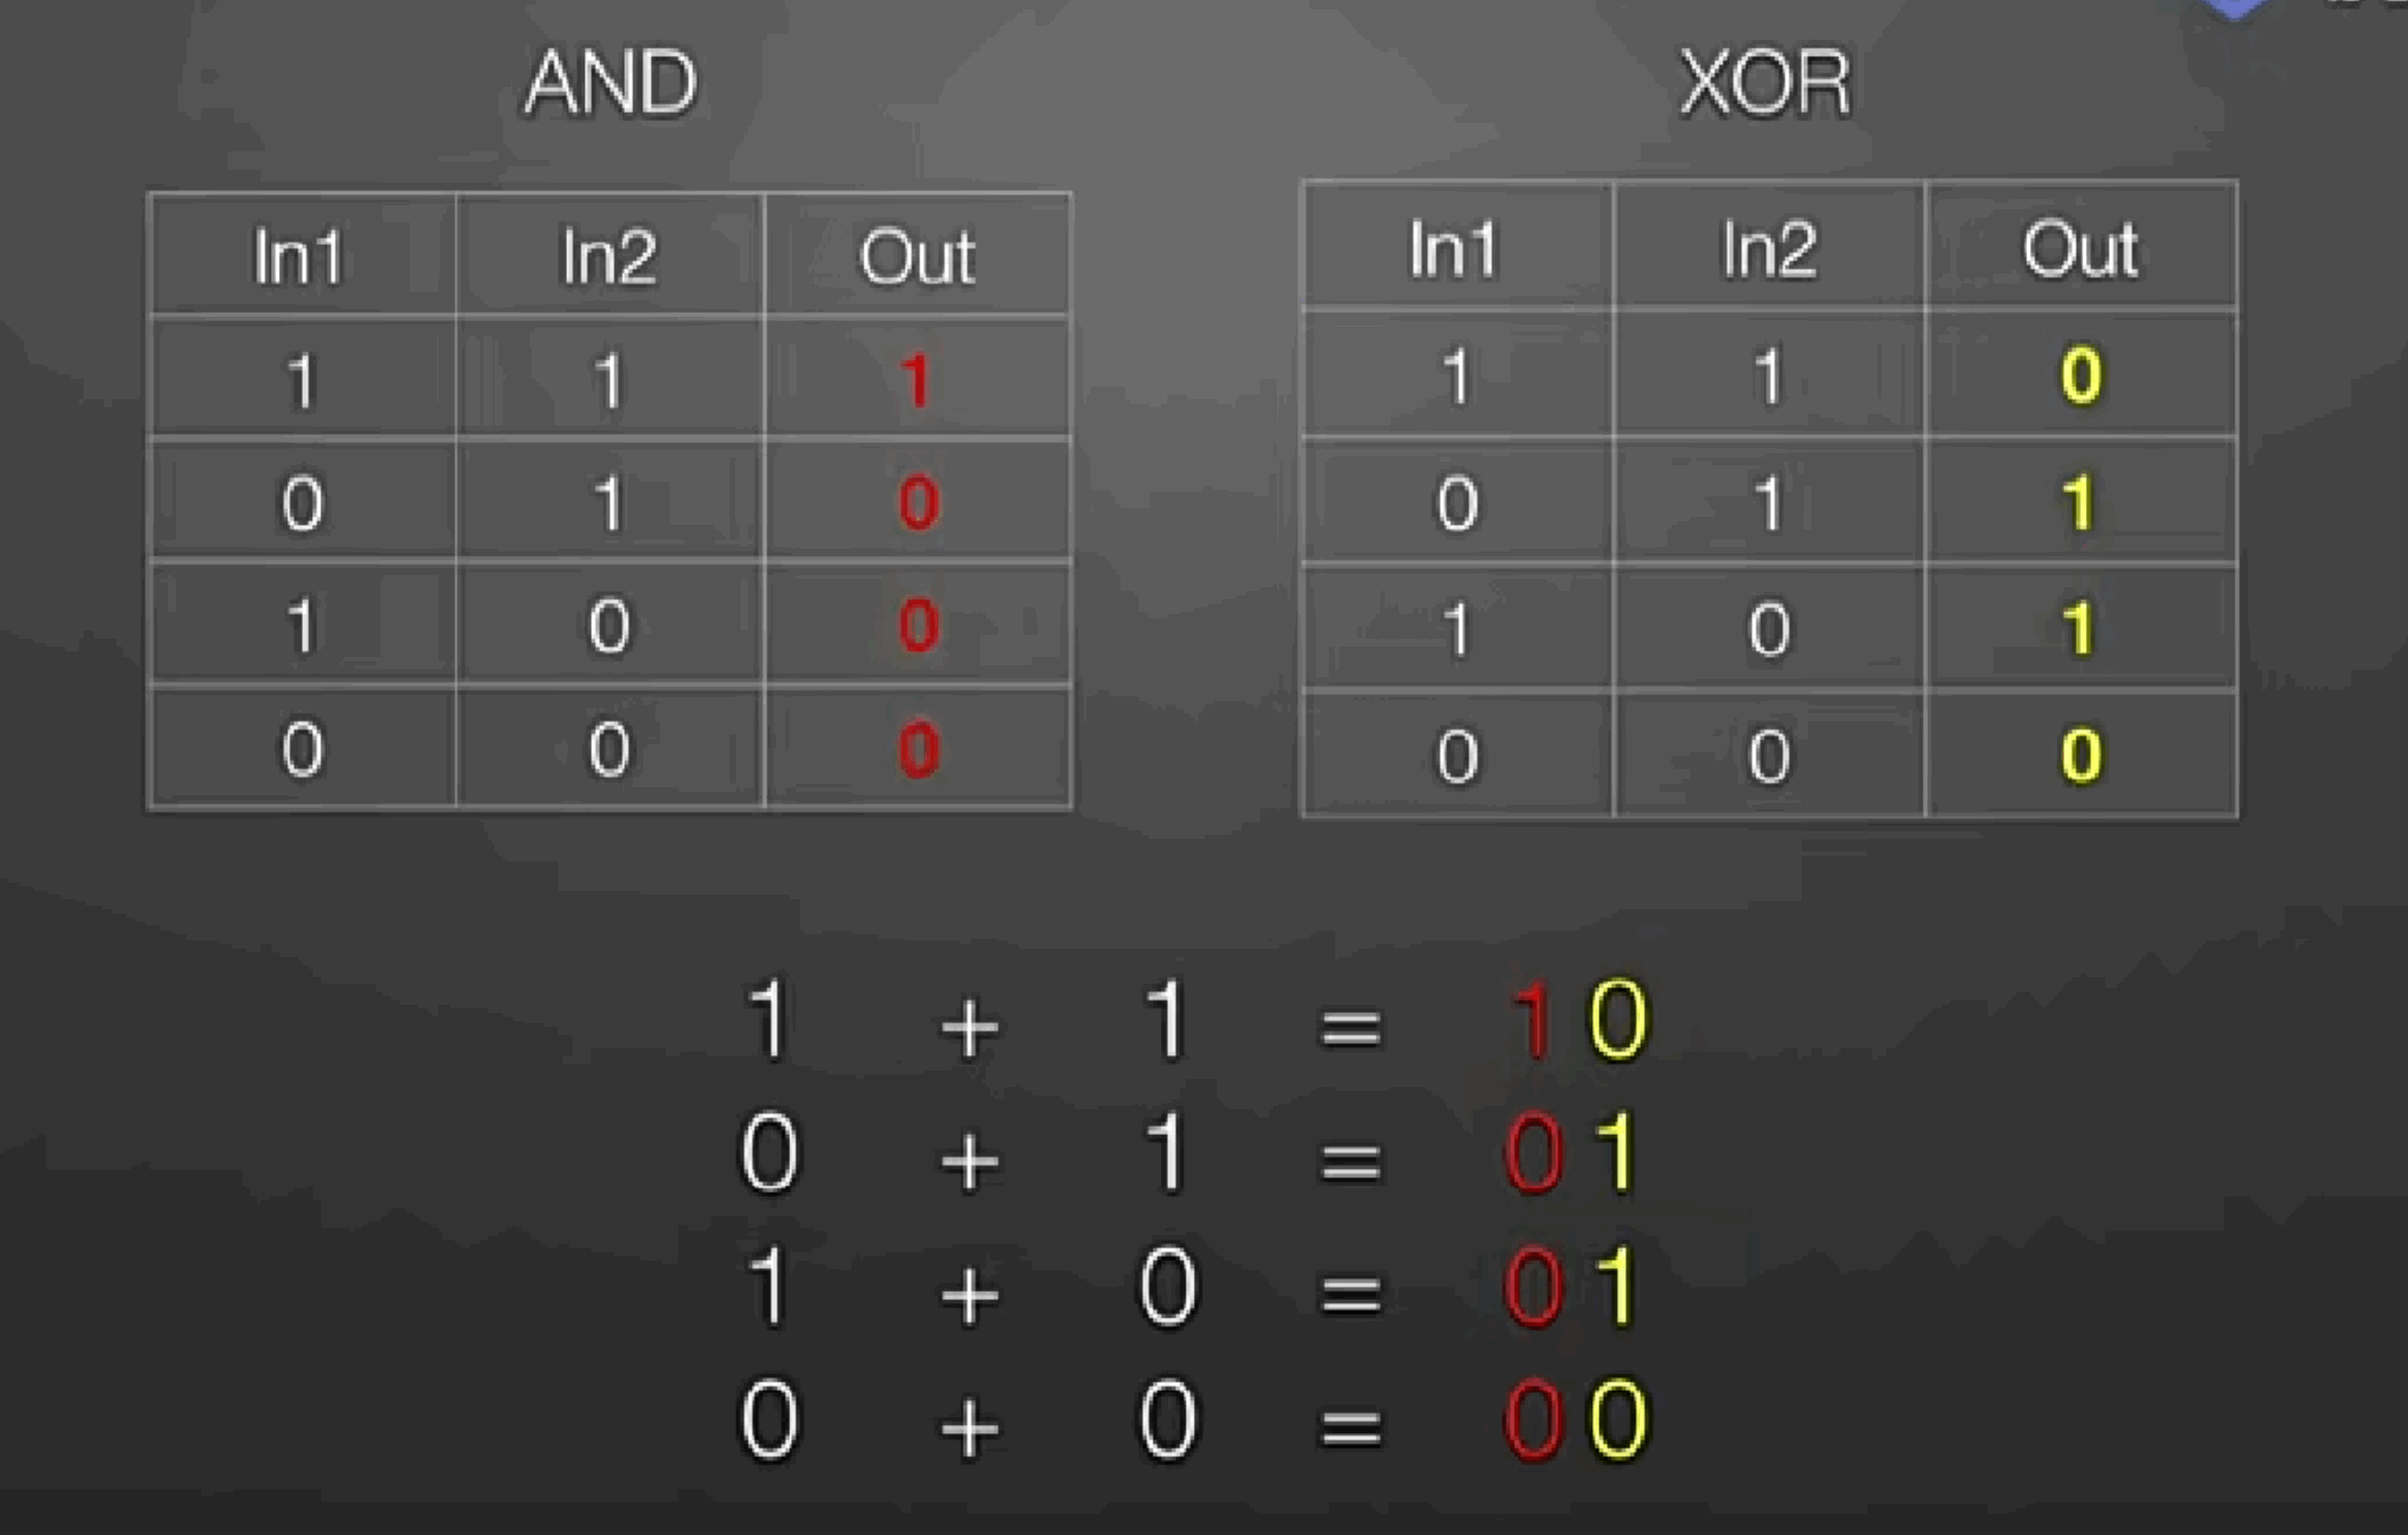 AND
In1 In2 Out
1 1 1
0 1 0
1 0 0
0 0 0
XOR
In1 In2 Out
1 1 0
0 1 1
1 0 1
0 0 0
1 + 1 = 10
0 + 1 = 01
1 + 0 = 01
0 + 0 = 00